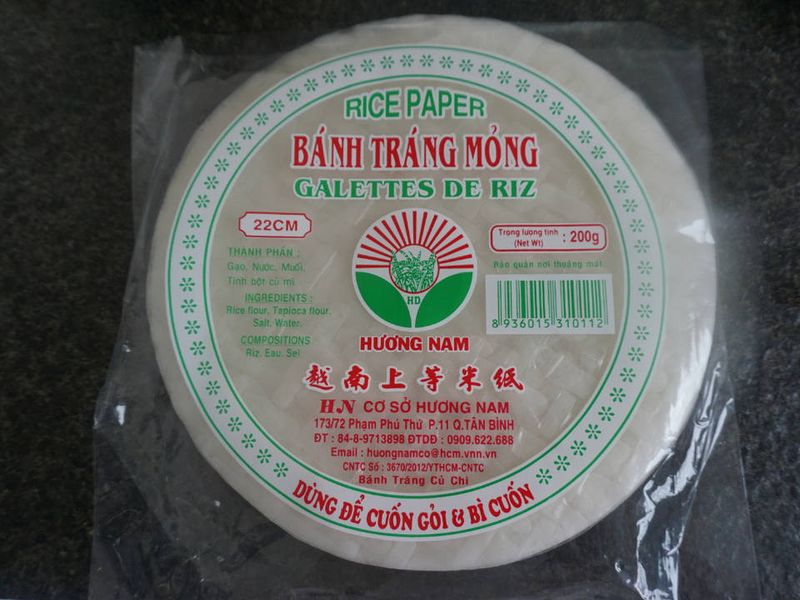 RICE PAPER
BÁNH TRÁNG MỎNG
GALETTES DE RIZ
22CM
THÀNH PHẦN :
Gạo, Nước, Muối,
Tinh bột củ mì.
INGREDIENTS :
Rice flour, Tapioca flour,
Salt, Water.
COMPOSITIONS
Riz, Eau, Sel
HD
Trọng lượng tịnh
(Net Wt) : 200g
Bảo quản nơi thoáng mát.
8 936015 310112
HƯƠNG NAM
越南上等米纸
H.N CƠ SỞ HƯƠNG NAM
173/72 Phạm Phú Thứ P.11 Q.TÂN BÌNH
ĐT : 84-8-9713898 ĐTDĐ : 0909.622.688
Email : huongnamco@hcm.vnn.vn
CNTC Số : 3670/2012/YTHCM-CNTC
Bánh Tráng Củ Chi
DÙNG ĐỂ CUỐN GỎI & BÌ CUỐN